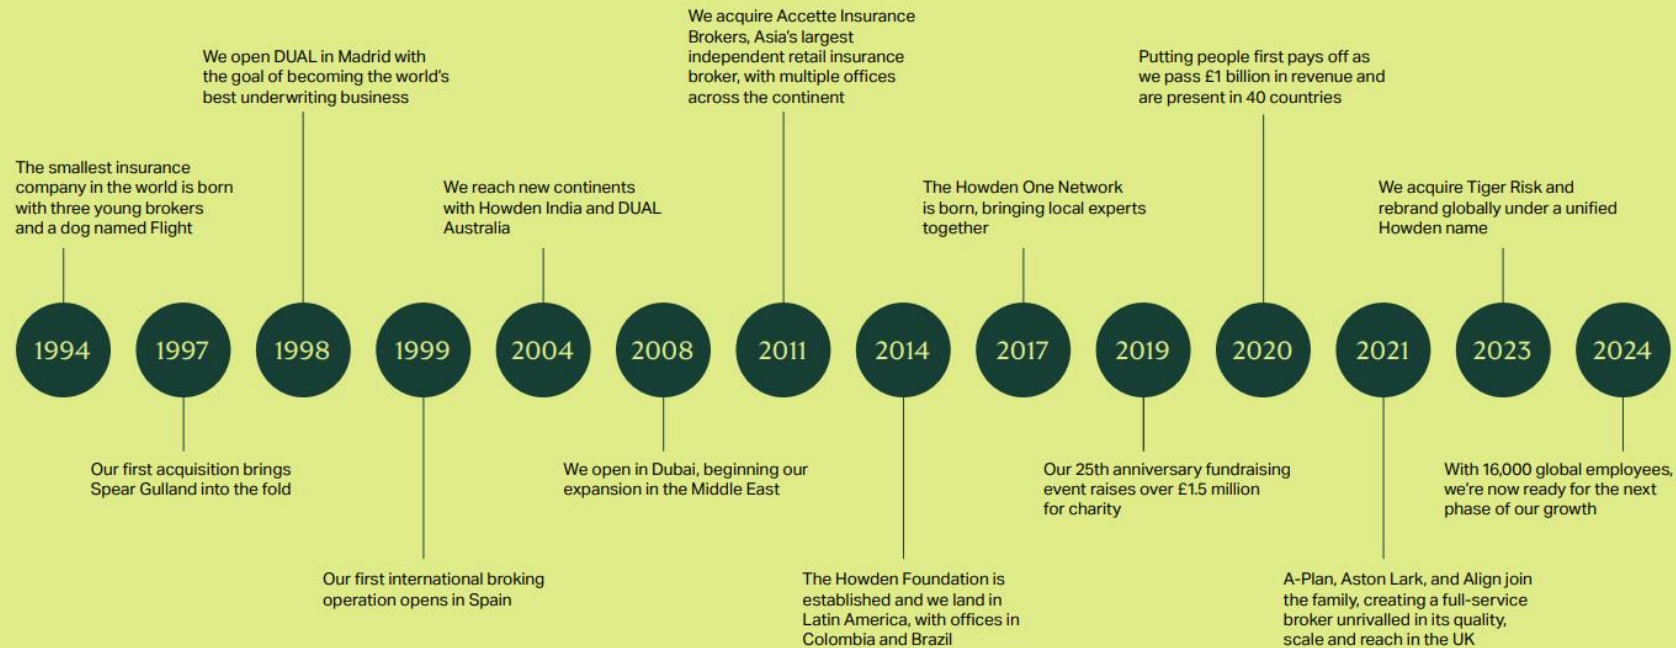 The smallest insurance
company in the world is born
with three young brokers
and a dog named Flight
1994
1997
Our first acquisition brings
Spear Gulland into the fold
We open DUAL in Madrid with
the goal of becoming the world's
best underwriting business
1998
1999
Our first international broking
operation opens in Spain
We reach new continents
with Howden India and DUAL
Australia
2004
2008
We open in Dubai, beginning our
expansion in the Middle East
We acquire Accette Insurance
Brokers, Asia's largest
independent retail insurance
broker, with multiple offices
across the continent
2011
2014
The Howden Foundation is
established and we land in
Latin America, with offices in
Colombia and Brazil
The Howden One Network
is born, bringing local experts
together
2017
2019
Our 25th anniversary fundraising
event raises over £1.5 million
for charity
Putting people first pays off as
we pass £1 billion in revenue and
are present in 40 countries
2020
2021
A-Plan, Aston Lark, and Align join
the family, creating a full-service
broker unrivalled in its quality,
scale and reach in the UK
We acquire Tiger Risk and
rebrand globally under a unified
Howden name
2023
2024
With 16,000 global employees,
we're now ready for the next
phase of our growth